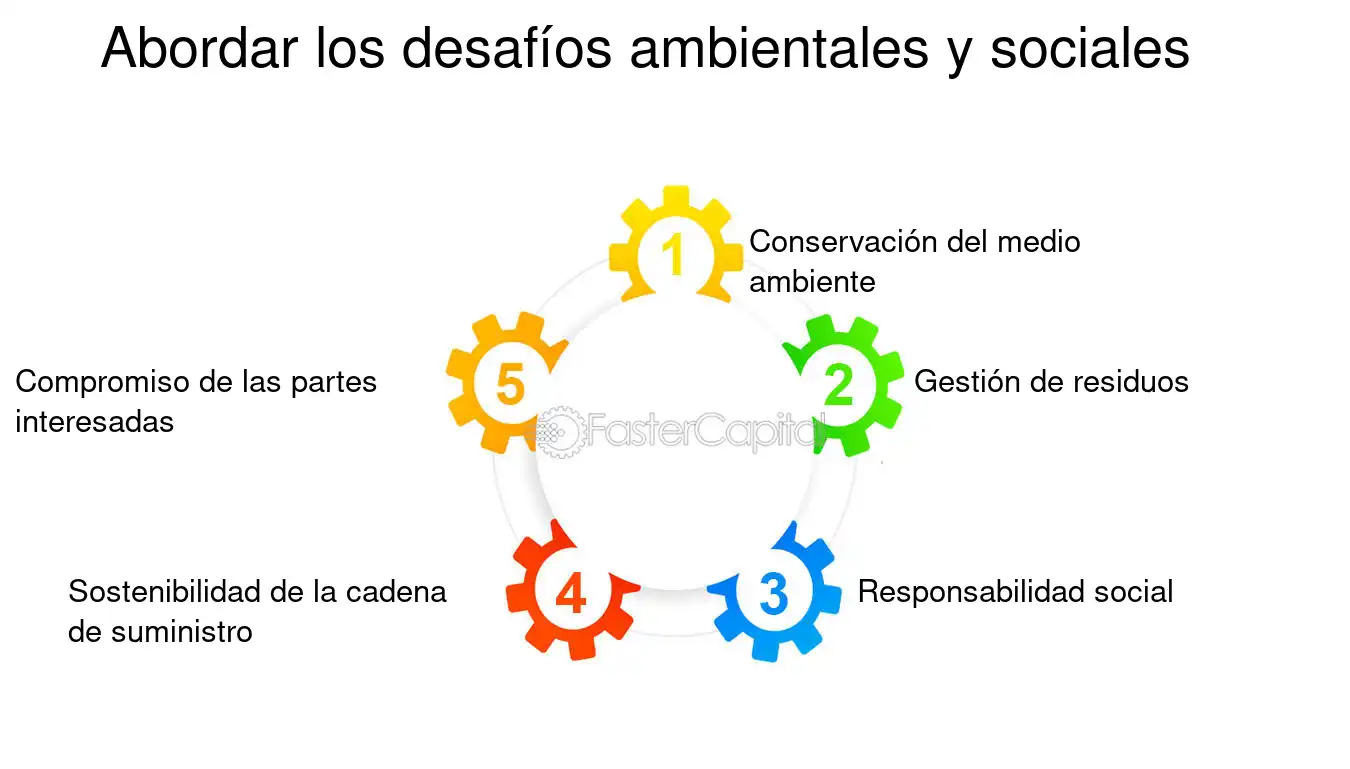 Abordar los desafíos ambientales y sociales
1
Conservación del medio
ambiente
2
Gestión de residuos
3
Responsabilidad social
4
Sostenibilidad de la cadena
de suministro
5
Compromiso de las partes
interesadas
FasterCapital